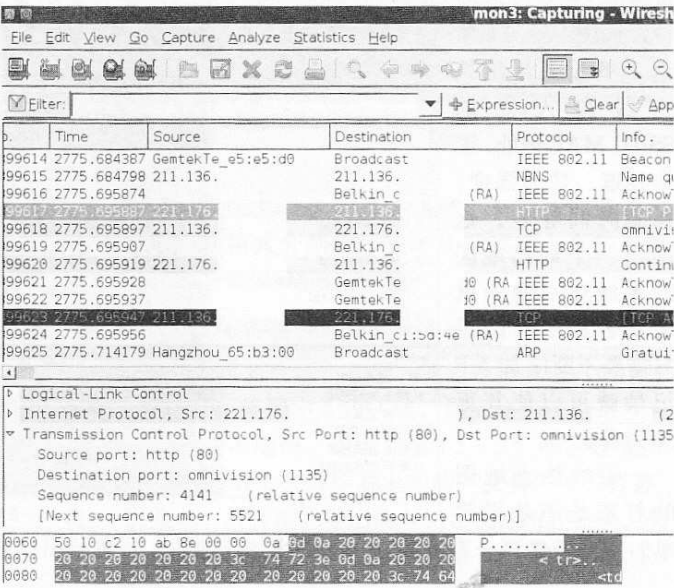 mon3: Capturing - Wiresh
File Edit View Go Capture Analyze Statistics Help
Filter: Expression... Clear App
Time Source Destination Protocol Info .
99614 2775.684387 GemtekTe_e5:e5:d0 Broadcast IEEE 802.11 Beacon
99615 2775.684798 211.136. 211.136. NBNS Name qu
99616 2775.695874 Belkin_c (RA) IEEE 802.11 Acknow
99617 2775.695887 221.176. 211.136. HTTP [TCP P
99618 2775.695897 211.136. 221.176. TCP omnivi
99619 2775.695907 Belkin_c (RA) IEEE 802.11 Acknow
99620 2775.695919 221.176. 211.136. HTTP Contin
99621 2775.695928 GemtekTe d0 (RA IEEE 802.11 Acknow
99622 2775.695937 GemtekTe d0 (RA IEEE 802.11 Acknow
99623 2775.695947 211.136. 221.176. TCP [TCP A
99624 2775.695956 Belkin_c1:5d:4e (RA) IEEE 802.11 Acknow
99625 2775.714179 Hangzhou_65:b3:00 Broadcast ARP Gratui
Logical-Link Control
Internet Protocol, Src: 221.176. ), Dst: 211.136. (2
Transmission Control Protocol, Src Port: http (80), Dst Port: omnivision (1135
Source port: http (80)
Destination port: omnivision (1135)
Sequence number: 4141 (relative sequence number)
[Next sequence number: 5521 (relative sequence number)]
0060 50 10 c2 10 ab 8e 00 00 0a 0d 0a 20 20 20 20 20 P....... ...
0070 20 20 20 20 20 20 3c 74 72 3e 0d 0a 20 20 20 20 < tr>..
0080 20 20 20 20 20 20 20 20 20 20 20 20 3c 74 64 <td